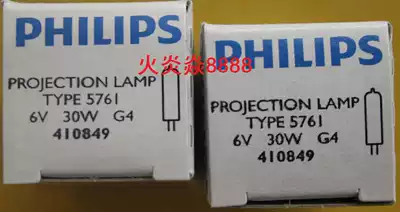 PHILIPS
PROJECTION LAMP
TYPE 5761
6V 30W G4
410849
PHILIPS
PROJECTION LAMP
TYPE 5761
6V 30W G4
410849
火炎焱8688